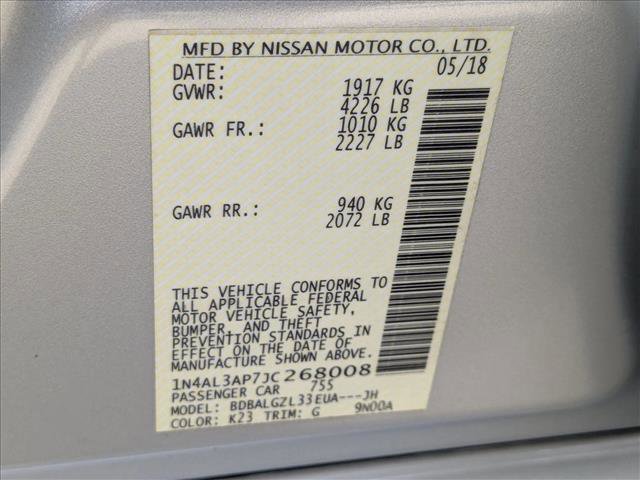 MFD BY NISSAN MOTOR CO., LTD.
DATE: 05/18
GVWR: 1917 KG
4226 LB
GAWR FR.: 1010 KG
2227 LB
GAWR RR.: 940 KG
2072 LB
THIS VEHICLE CONFORMS TO
ALL APPLICABLE FEDERAL
MOTOR VEHICLE SAFETY,
BUMPER, AND THEFT
PREVENTION STANDARDS IN
EFFECT ON THE DATE OF
MANUFACTURE SHOWN ABOVE.
1N4AL3AP7JC268008
PASSENGER CAR 755
MODEL: BDBALGZL33EUA---JH
COLOR: K23 TRIM: G 9N00A